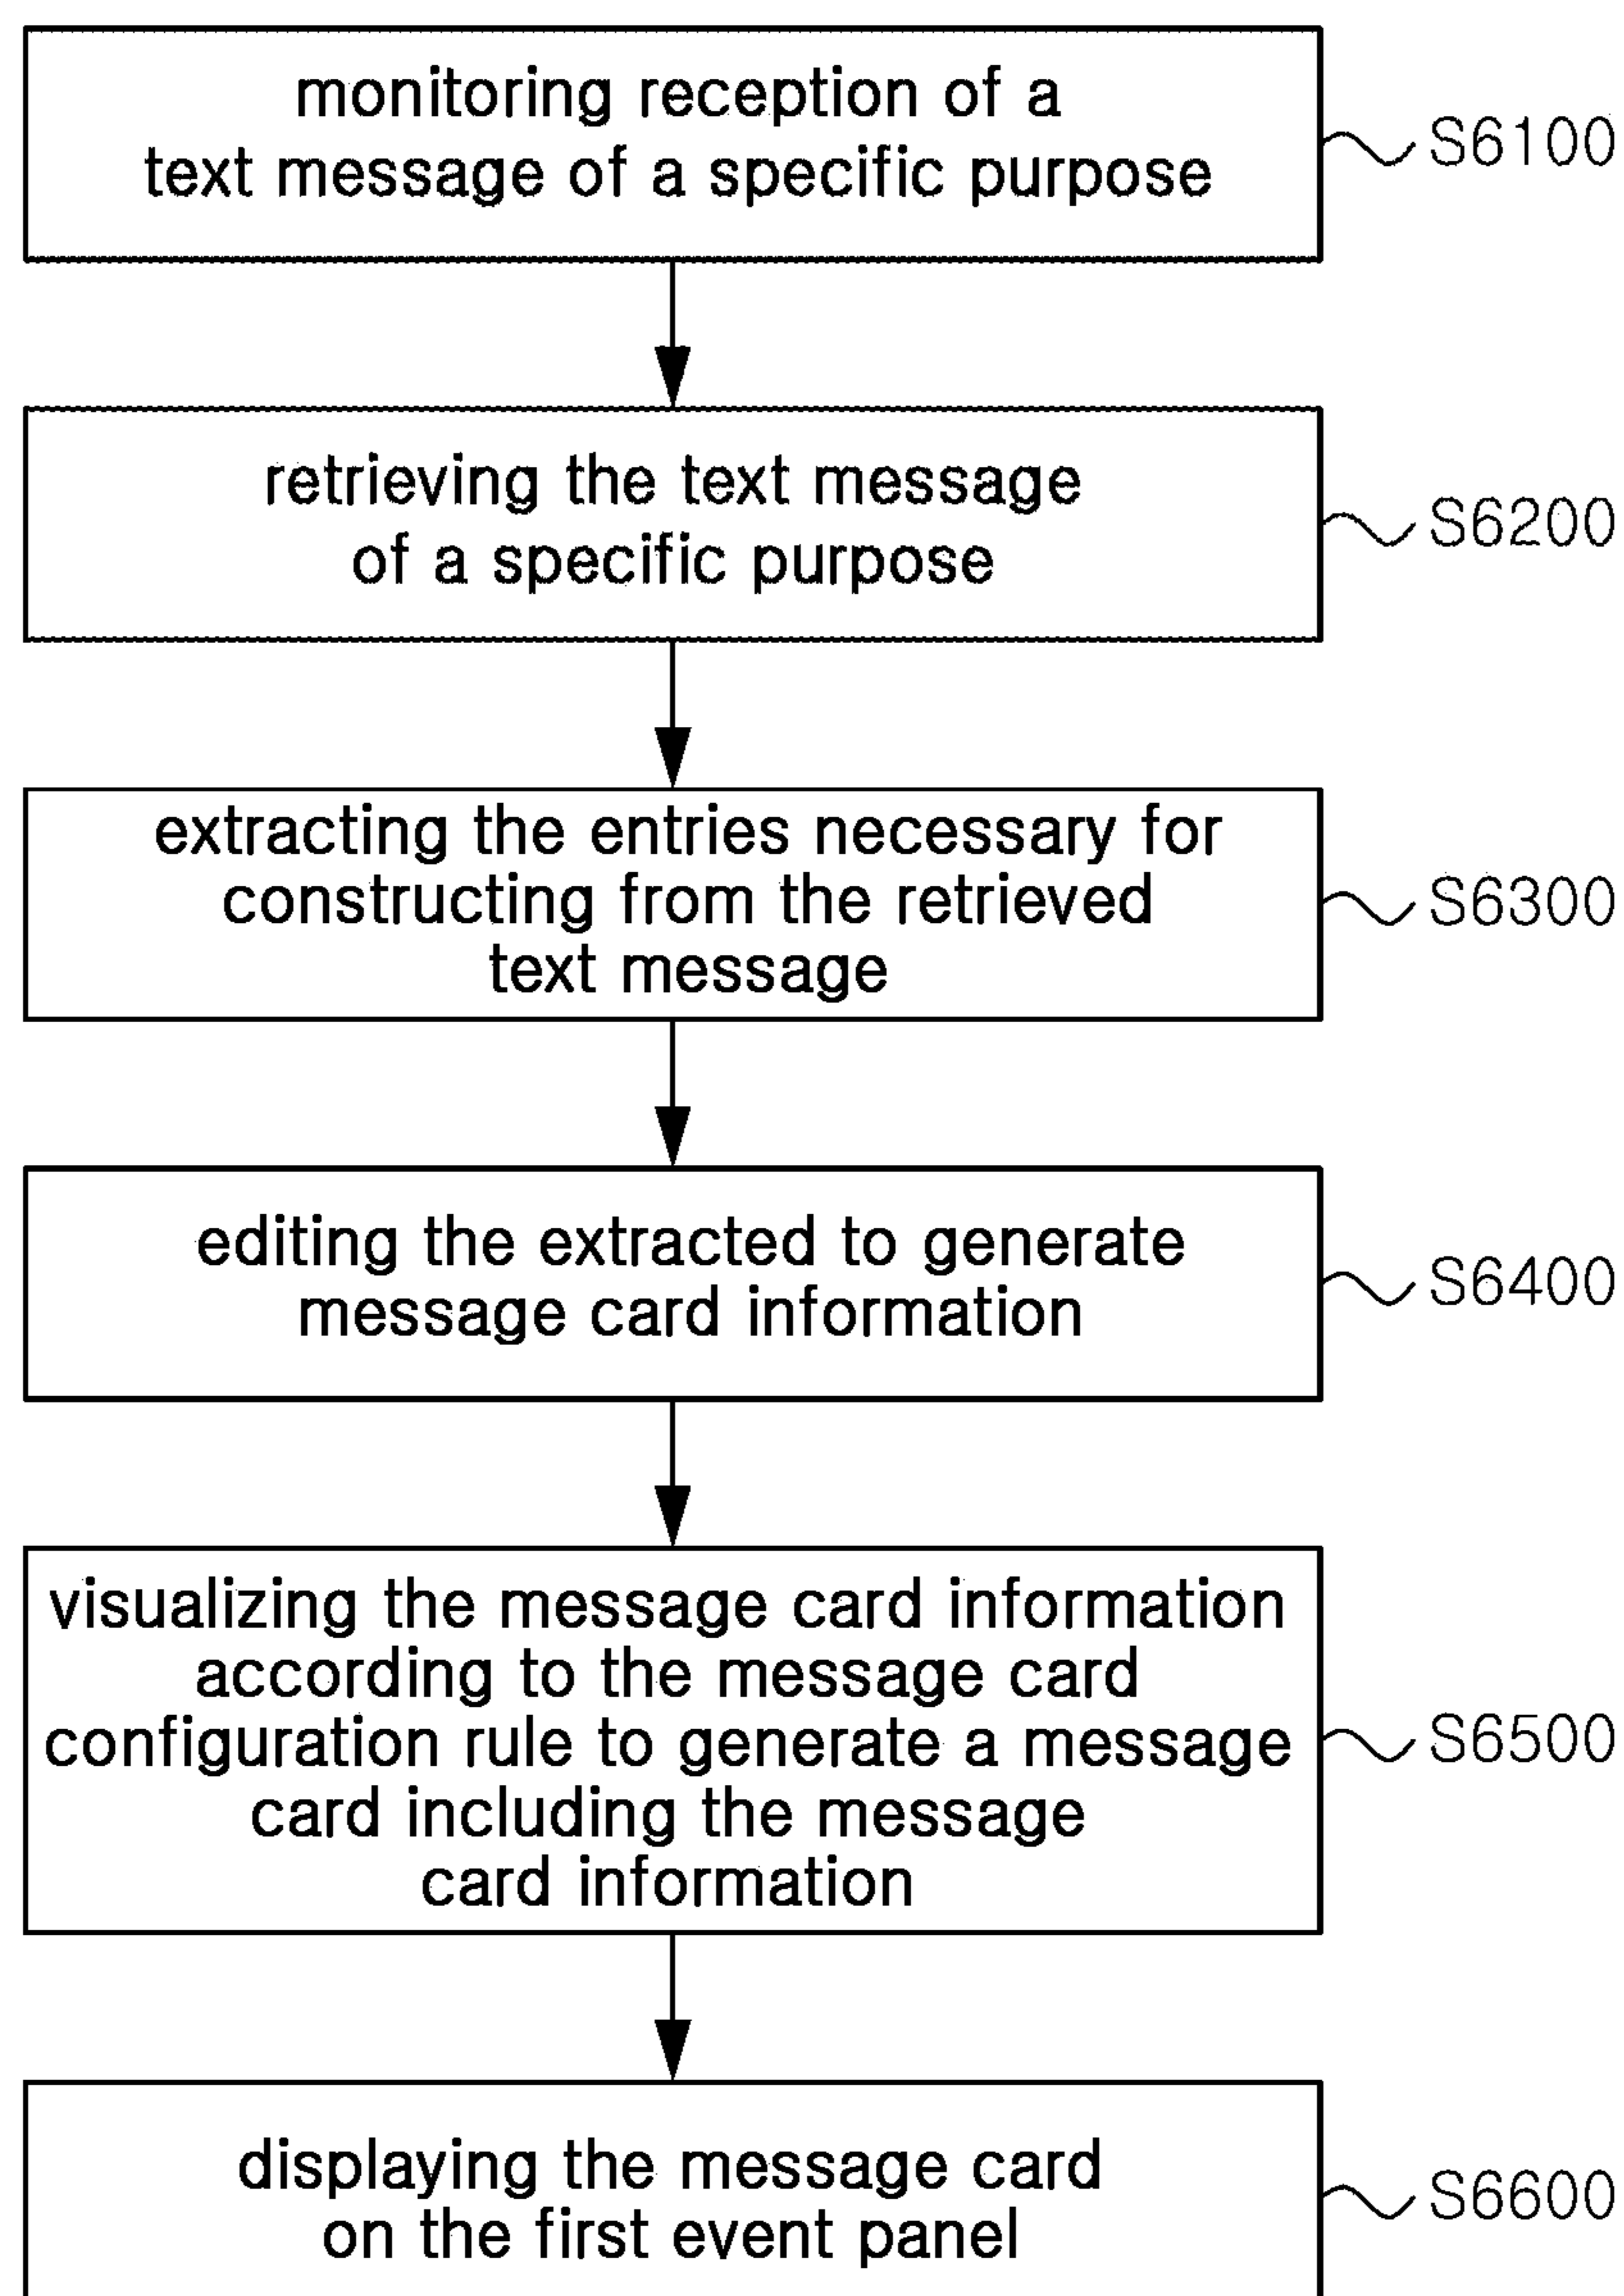 monitoring reception of a
text message of a specific purpose
S6100
retrieving the text message
of a specific purpose
S6200
extracting the entries necessary for
constructing from the retrieved
text message
S6300
editing the extracted to generate
message card information
S6400
visualizing the message card information
according to the message card
configuration rule to generate a message
card including the message
card information
S6500
displaying the message card
on the first event panel
S6600